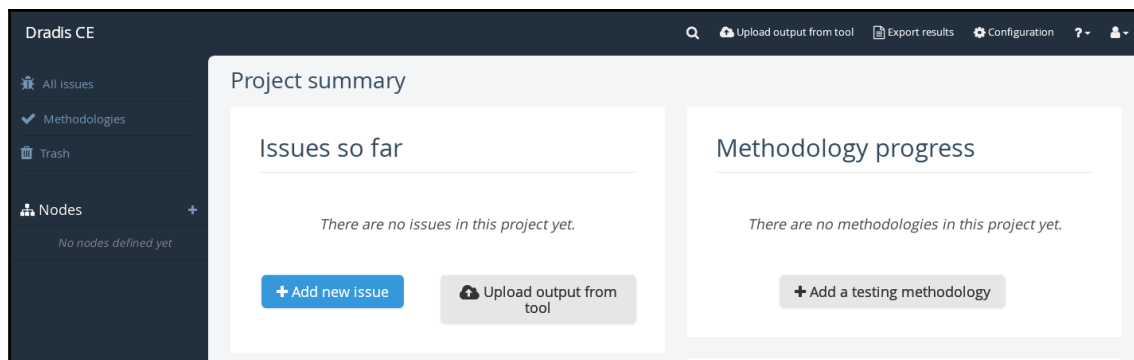 Dradis CE
Upload output from tool
Export results
Configuration
?
All issues
Methodologies
Trash
Nodes
+
No nodes defined yet
Project summary
Issues so far
There are no issues in this project yet.
+ Add new issue
Upload output from
tool
Methodology progress
There are no methodologies in this project yet.
+ Add a testing methodology